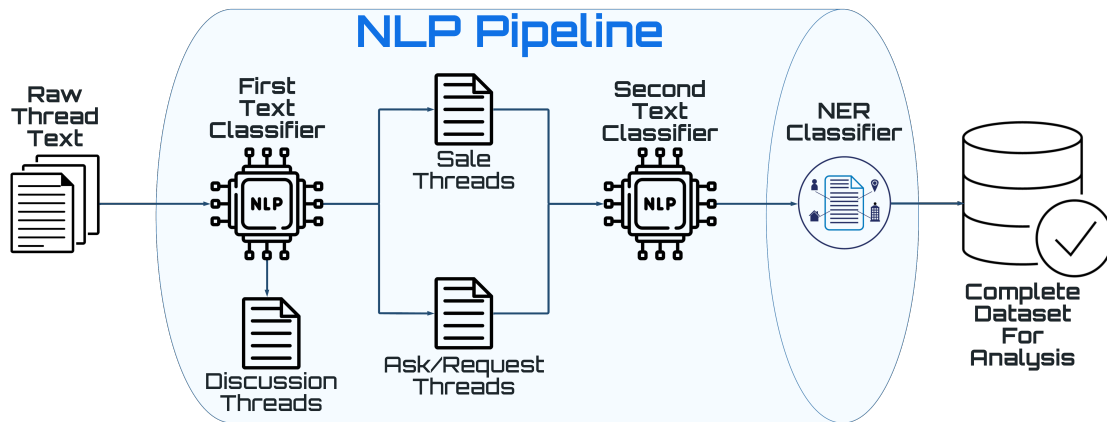 NLP Pipeline
Raw
Thread
Text
First
Text
Classifier
NLP
Discussion
Threads
Sale
Threads
Ask/Request
Threads
Second
Text
Classifier
NLP
NER
Classifier
Complete
Dataset
For
Analysis